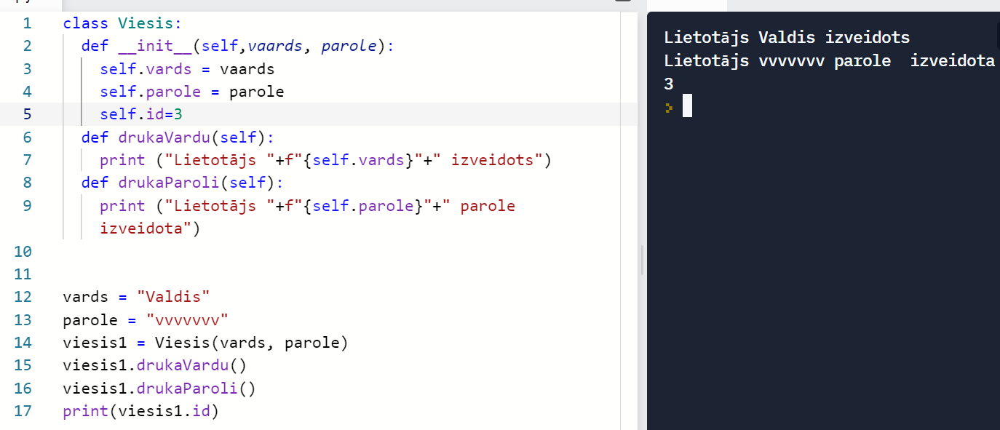 1 class Viesis:
2   def __init__(self,vaards, parole):
3     self.vards = vaards
4     self.parole = parole
5     self.id=3
6   def drukaVardu(self):
7     print ("Lietotājs "+f"{self.vards}"+" izveidots")
8   def drukaParoli(self):
9     print ("Lietotājs "+f"{self.parole}"+" parole
    izveidota")
10
11
12 vards = "Valdis"
13 parole = "vvvvvvv"
14 viesis1 = Viesis(vards, parole)
15 viesis1.drukaVardu()
16 viesis1.drukaParoli()
17 print(viesis1.id)
Lietotājs Valdis izveidots
Lietotājs vvvvvvv parole  izveidota
3